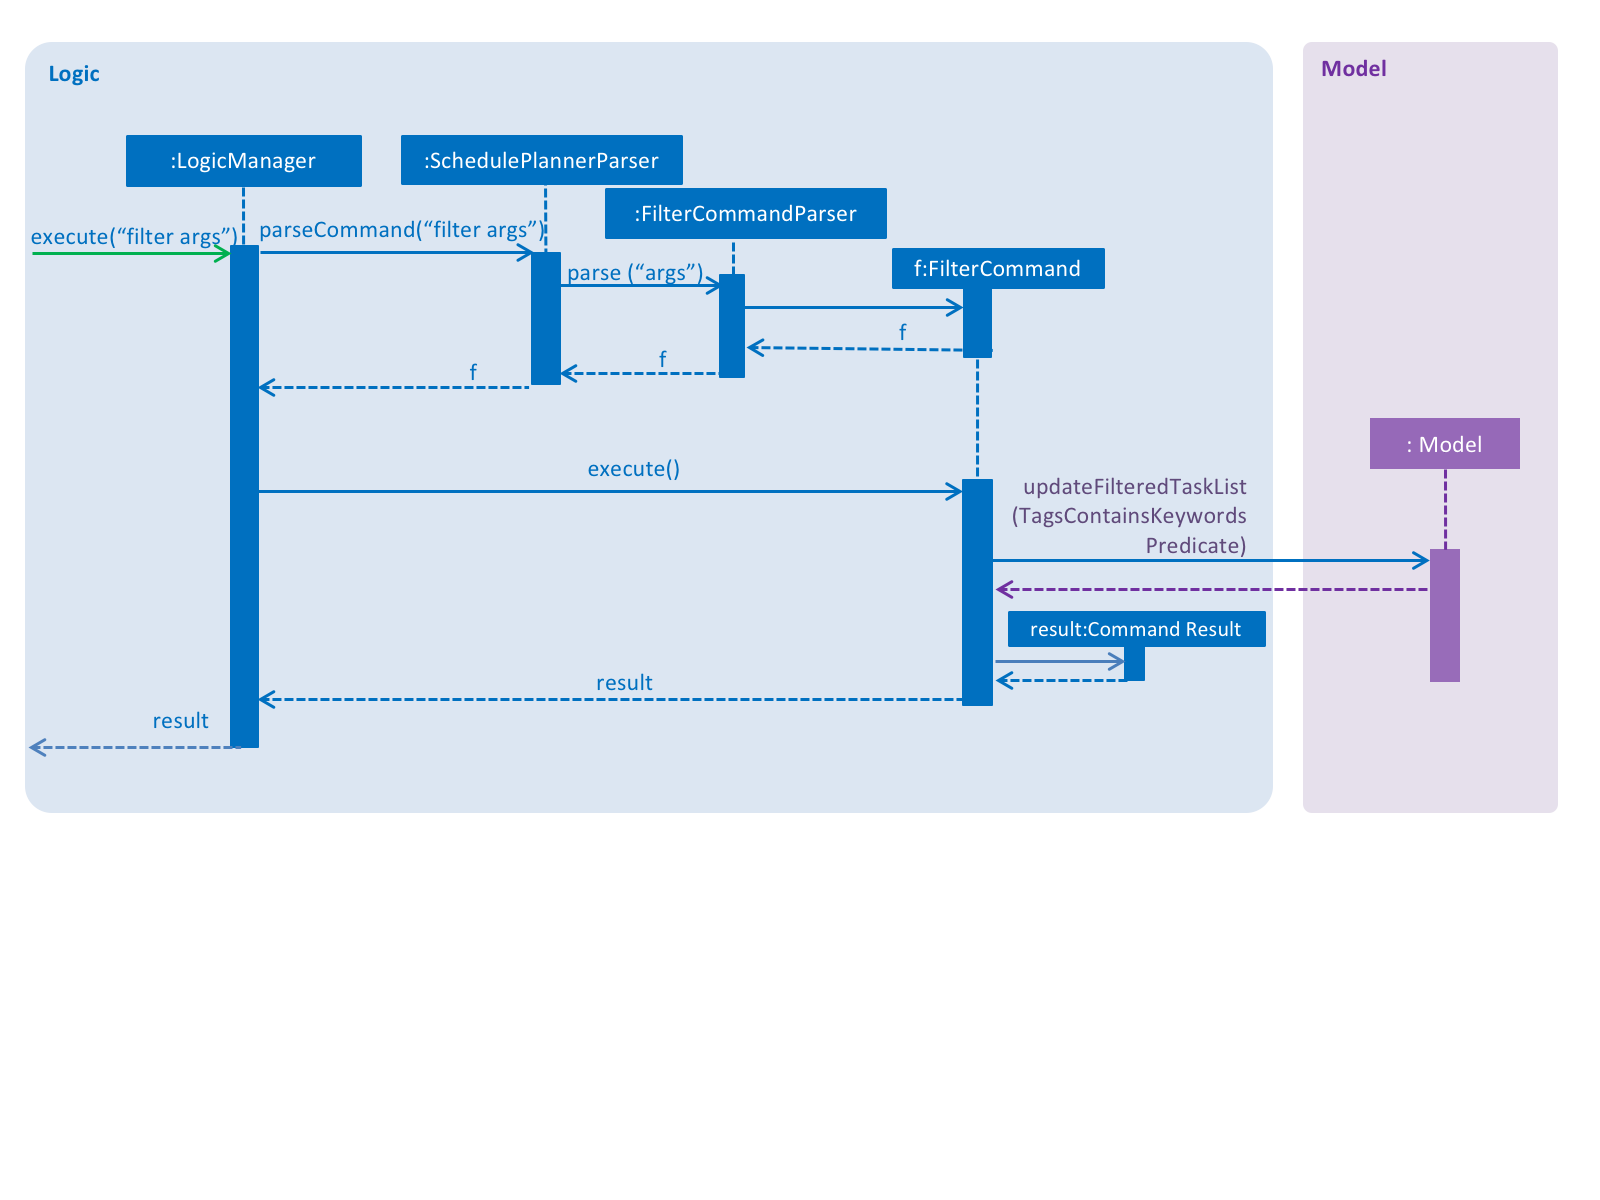 Logic
Model
:LogicManager
:SchedulePlannerParser
:FilterCommandParser
execute(“filter args”)
parseCommand(“filter args”)
parse (“args”)
f:FilterCommand
f
f
f
: Model
execute()
updateFilteredTaskList
(TagsContainsKeywords
Predicate)
result:Command Result
result
result